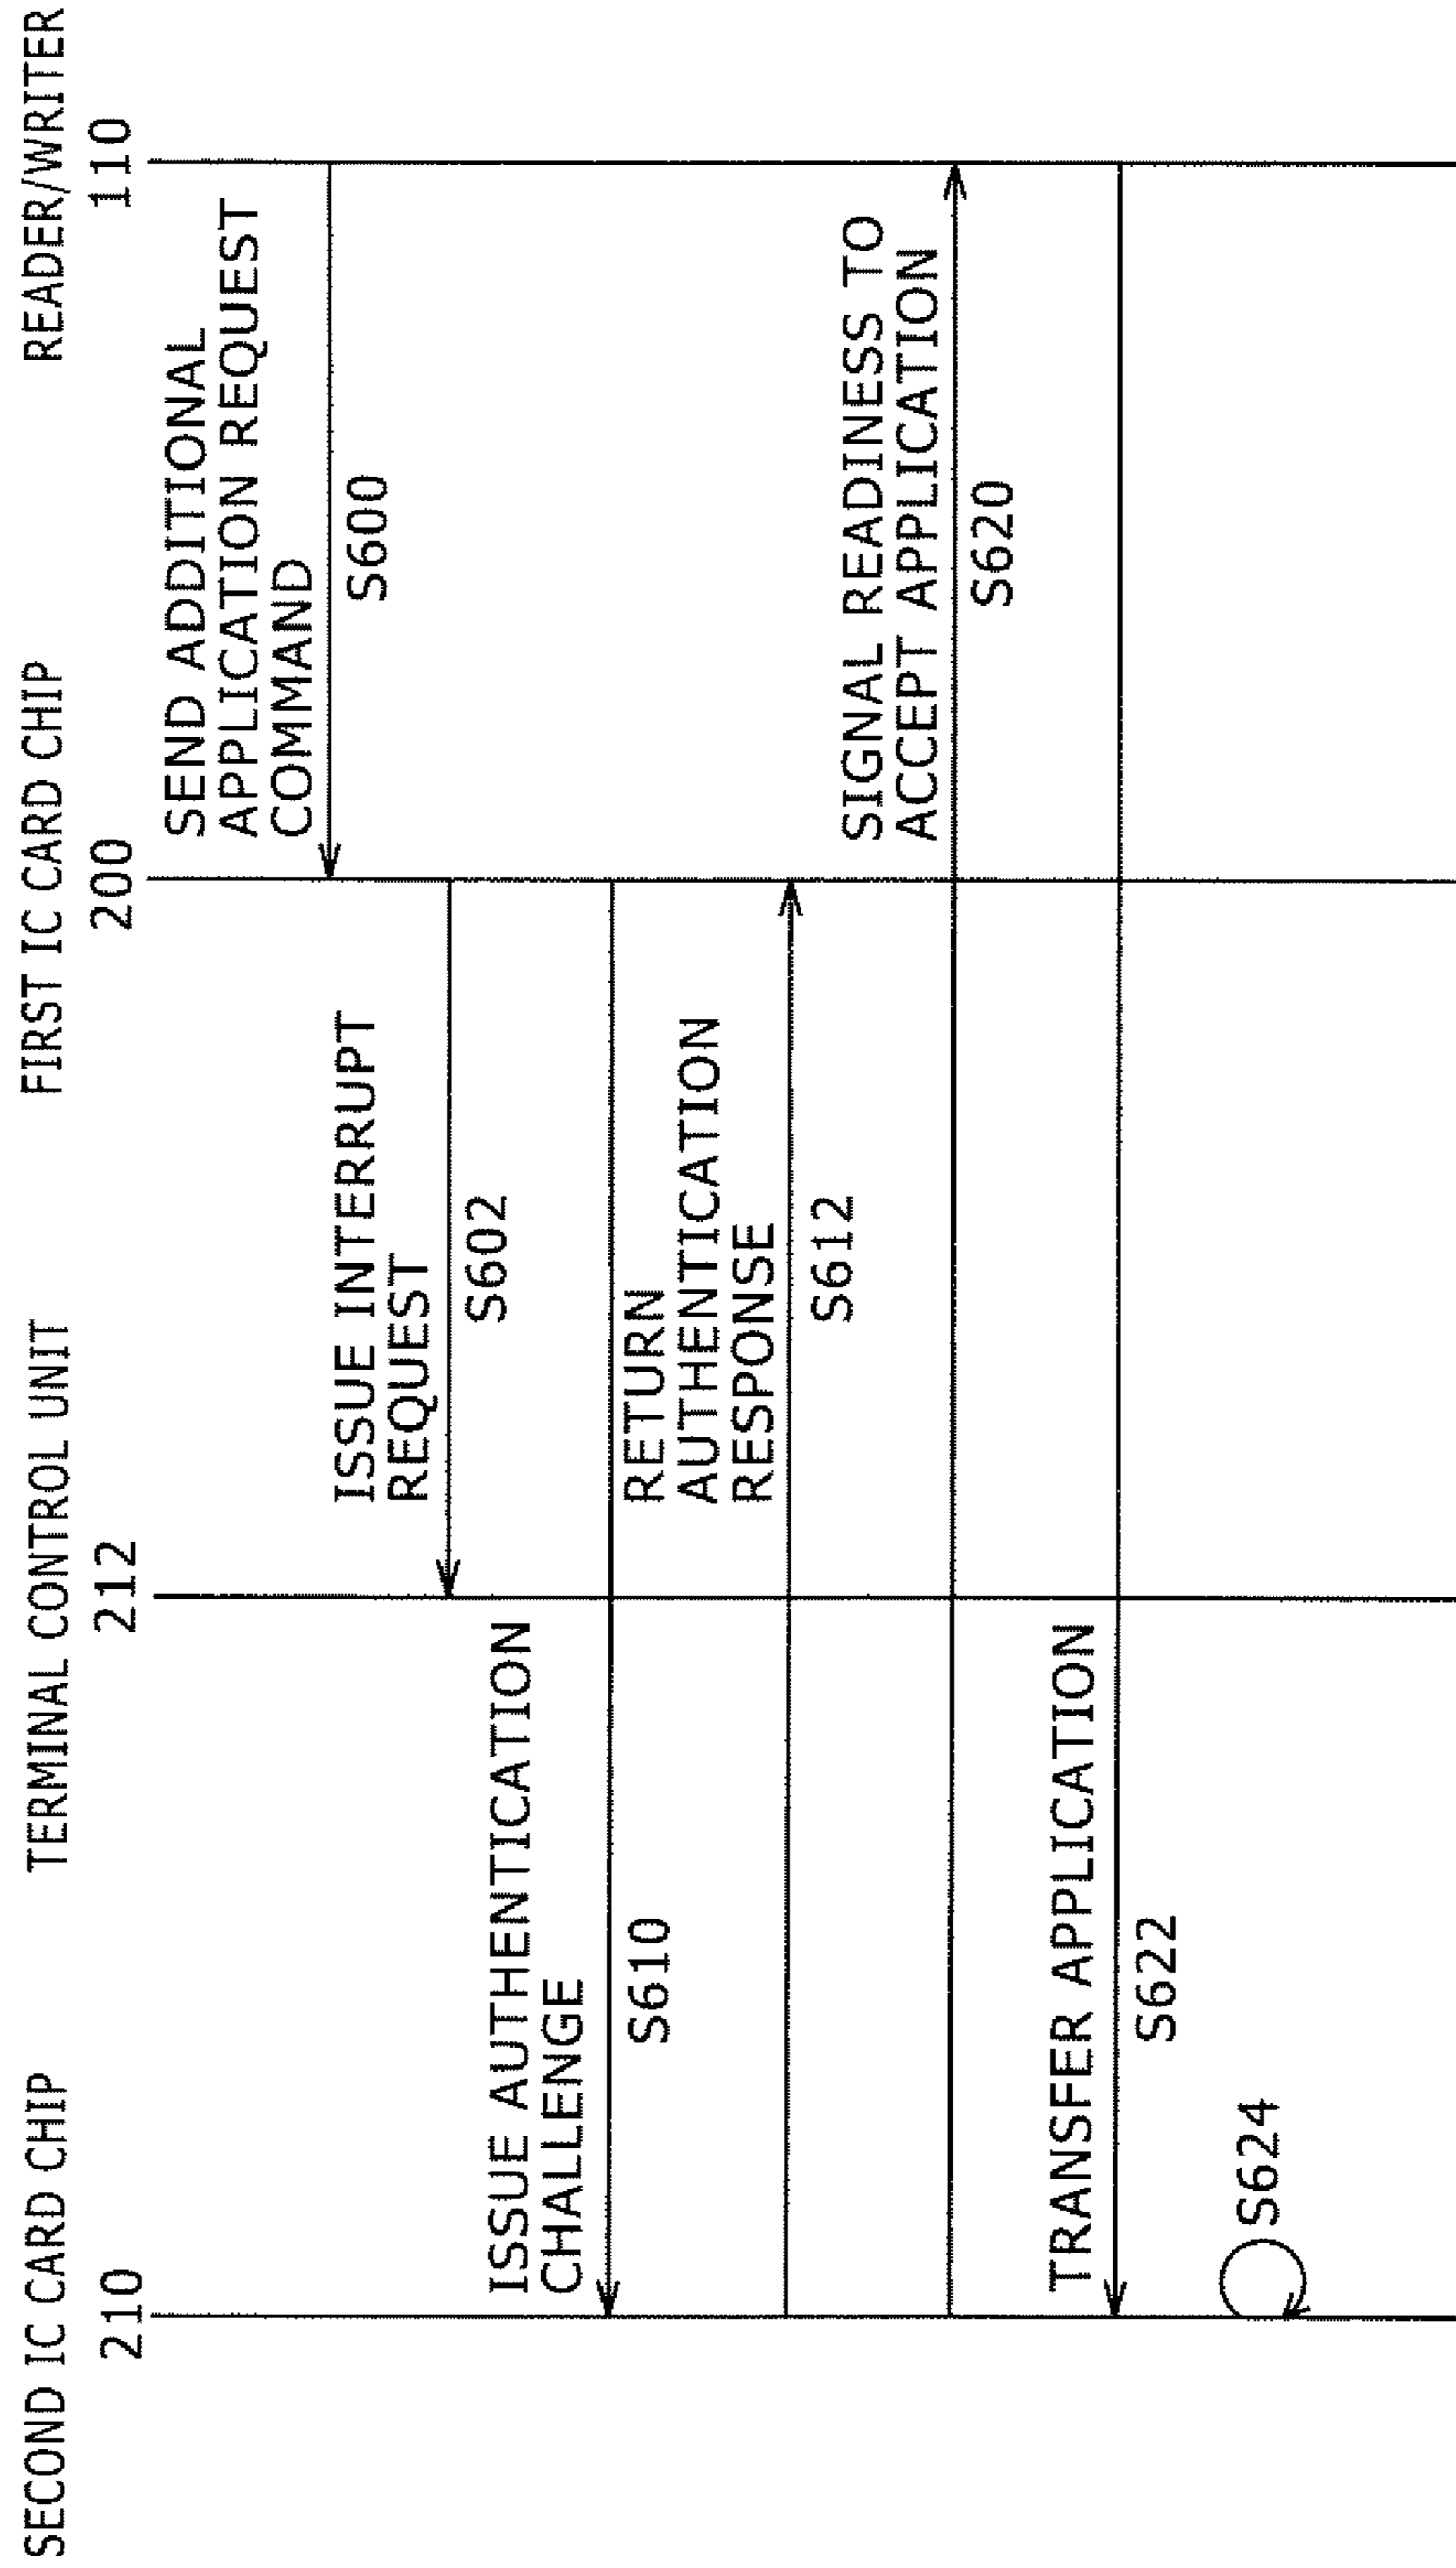 SECOND IC CARD CHIP
210
TERMINAL CONTROL UNIT
212
FIRST IC CARD CHIP
200
READER/WRITER
110
SEND ADDITIONAL
APPLICATION REQUEST
COMMAND
S600
ISSUE INTERRUPT
REQUEST
S602
ISSUE AUTHENTICATION
CHALLENGE
S610
RETURN
AUTHENTICATION
RESPONSE
S612
SIGNAL READINESS TO
ACCEPT APPLICATION
S620
TRANSFER APPLICATION
S622
S624